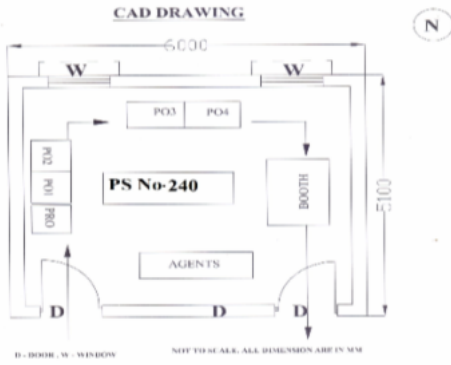 CAD DRAWING
N
6000
W W
PO3 PO4
PO2
PO1
PRO
PS No-240
BOOTH
5100
AGENTS
D D D
D - DOOR , W - WINDOW
NOT TO SCALE, ALL DIMENSION ARE IN MM